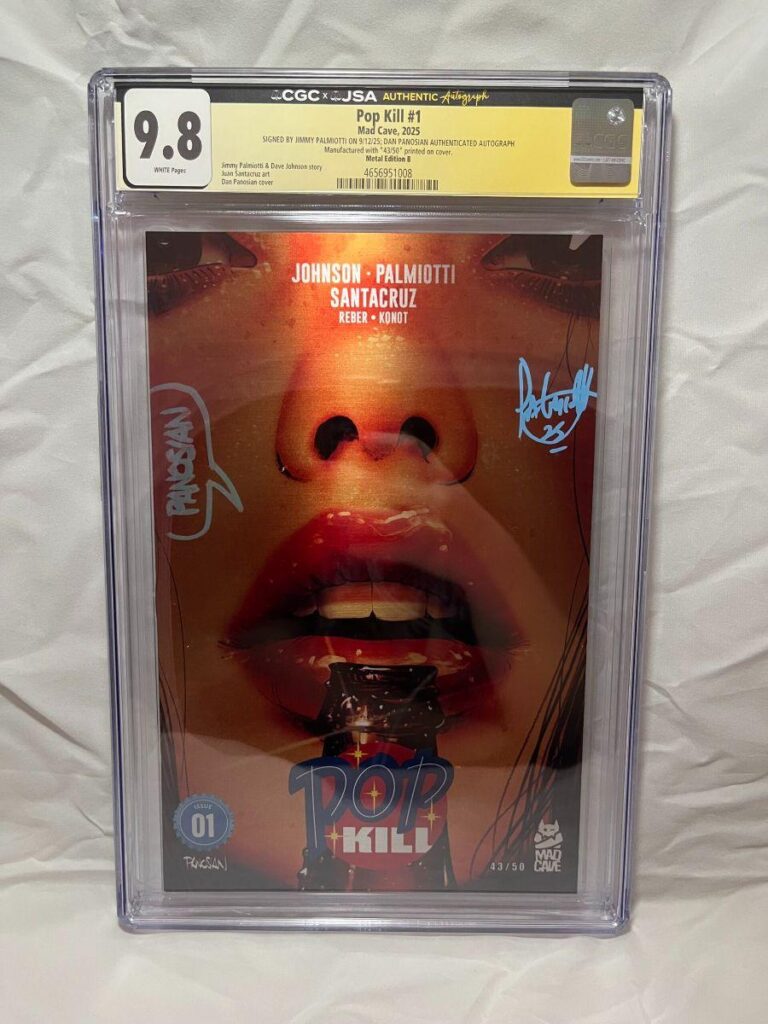 CGC x JSA AUTHENTIC Autograph
9.8
WHITE Pages
Pop Kill #1
Mad Cave, 2025
SIGNED BY JIMMY PALMIOTTI ON 9/12/25; DAN PANOSIAN AUTHENTICATED AUTOGRAPH
Manufactured with "43/50" printed on cover.
Metal Edition B
Jimmy Palmiotti & Dave Johnson story
Juan Santacruz art
Dan Panosian cover
4656951008
CGC
JOHNSON · PALMIOTTI
SANTACRUZ
REBER • KONOT
PANOSIAN
25
POP
KILL
ISSUE
01
PANOSIAN
43/50
MAD
CAVE